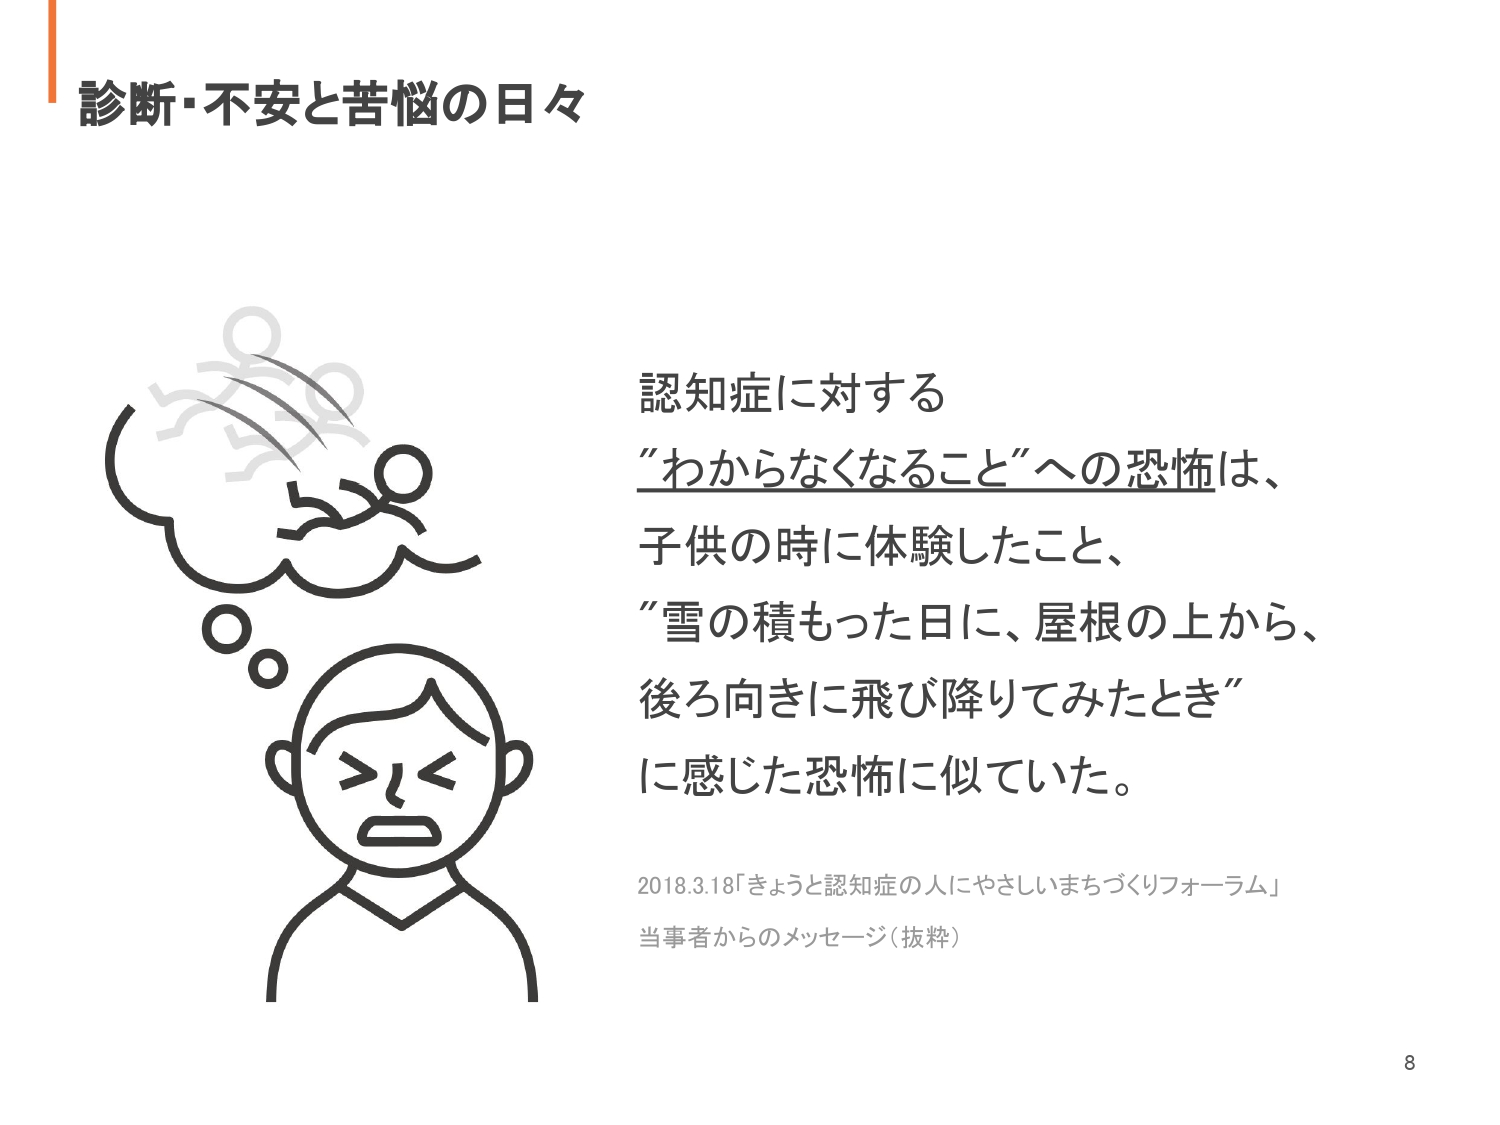 診断・不安と苦悩の日々
認知症に対する
″わからなくなること″への恐怖は、
子供の時に体験したこと、
″雪の積もった日に、屋根の上から、
後ろ向きに飛び降りてみたとき″
に感じた恐怖に似ていた。
2018.3.18「きょうと認知症の人にやさしいまちづくりフォーラム」
当事者からのメッセージ（抜粋）
8